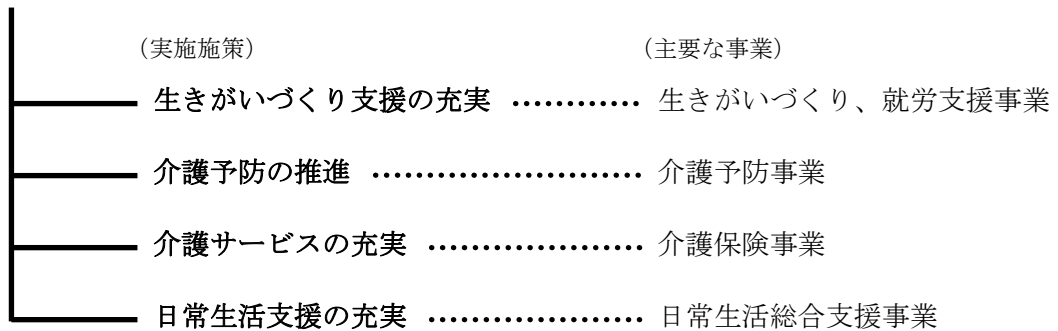 （実施施策） （主要な事業）
生きがいづくり支援の充実 ………… 生きがいづくり、就労支援事業
介護予防の推進 …………………… 介護予防事業
介護サービスの充実 ………………… 介護保険事業
日常生活支援の充実 ………………… 日常生活総合支援事業